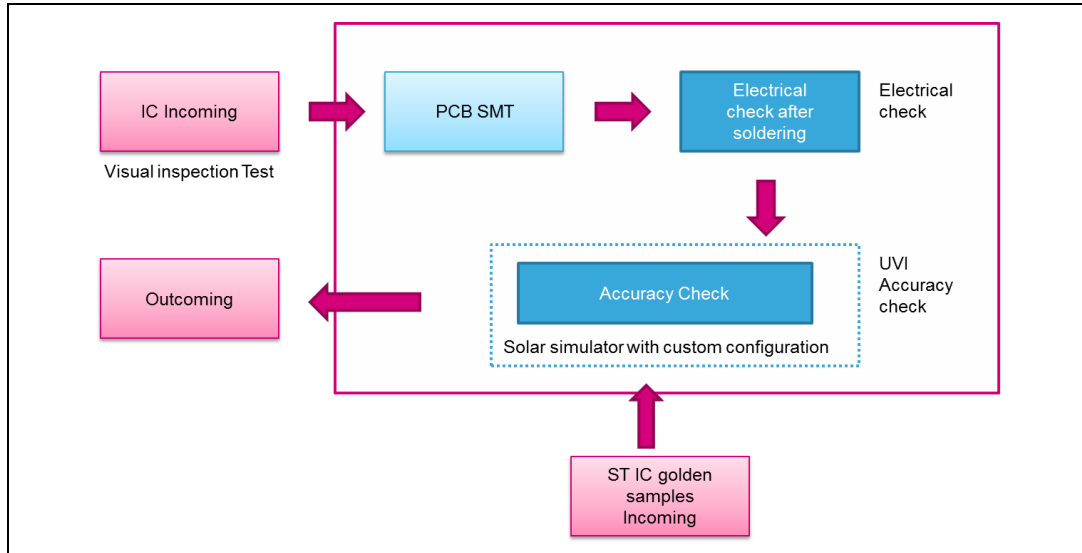 IC Incoming
Visual inspection Test
PCB SMT
Electrical
check after
soldering
Electrical
check
Outcoming
Accuracy Check
Solar simulator with custom configuration
UVI
Accuracy
check
ST IC golden
samples
Incoming